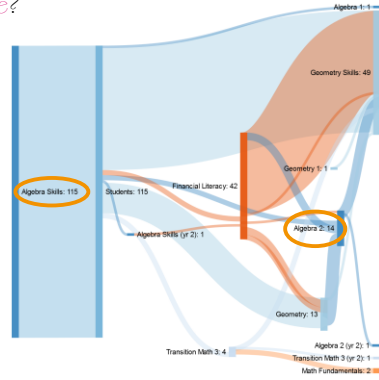 Algebra 1: 1
Geometry Skills: 49
Geometry 1: 1
Algebra Skills: 115
Students: 115
Financial Literacy: 42
Algebra 2: 14
Algebra Skills (yr 2): 1
Geometry: 13
Algebra 2 (yr 2): 1
Transition Math 3: 4
Transition Math 3 (yr 2): 1
Math Fundamentals: 2